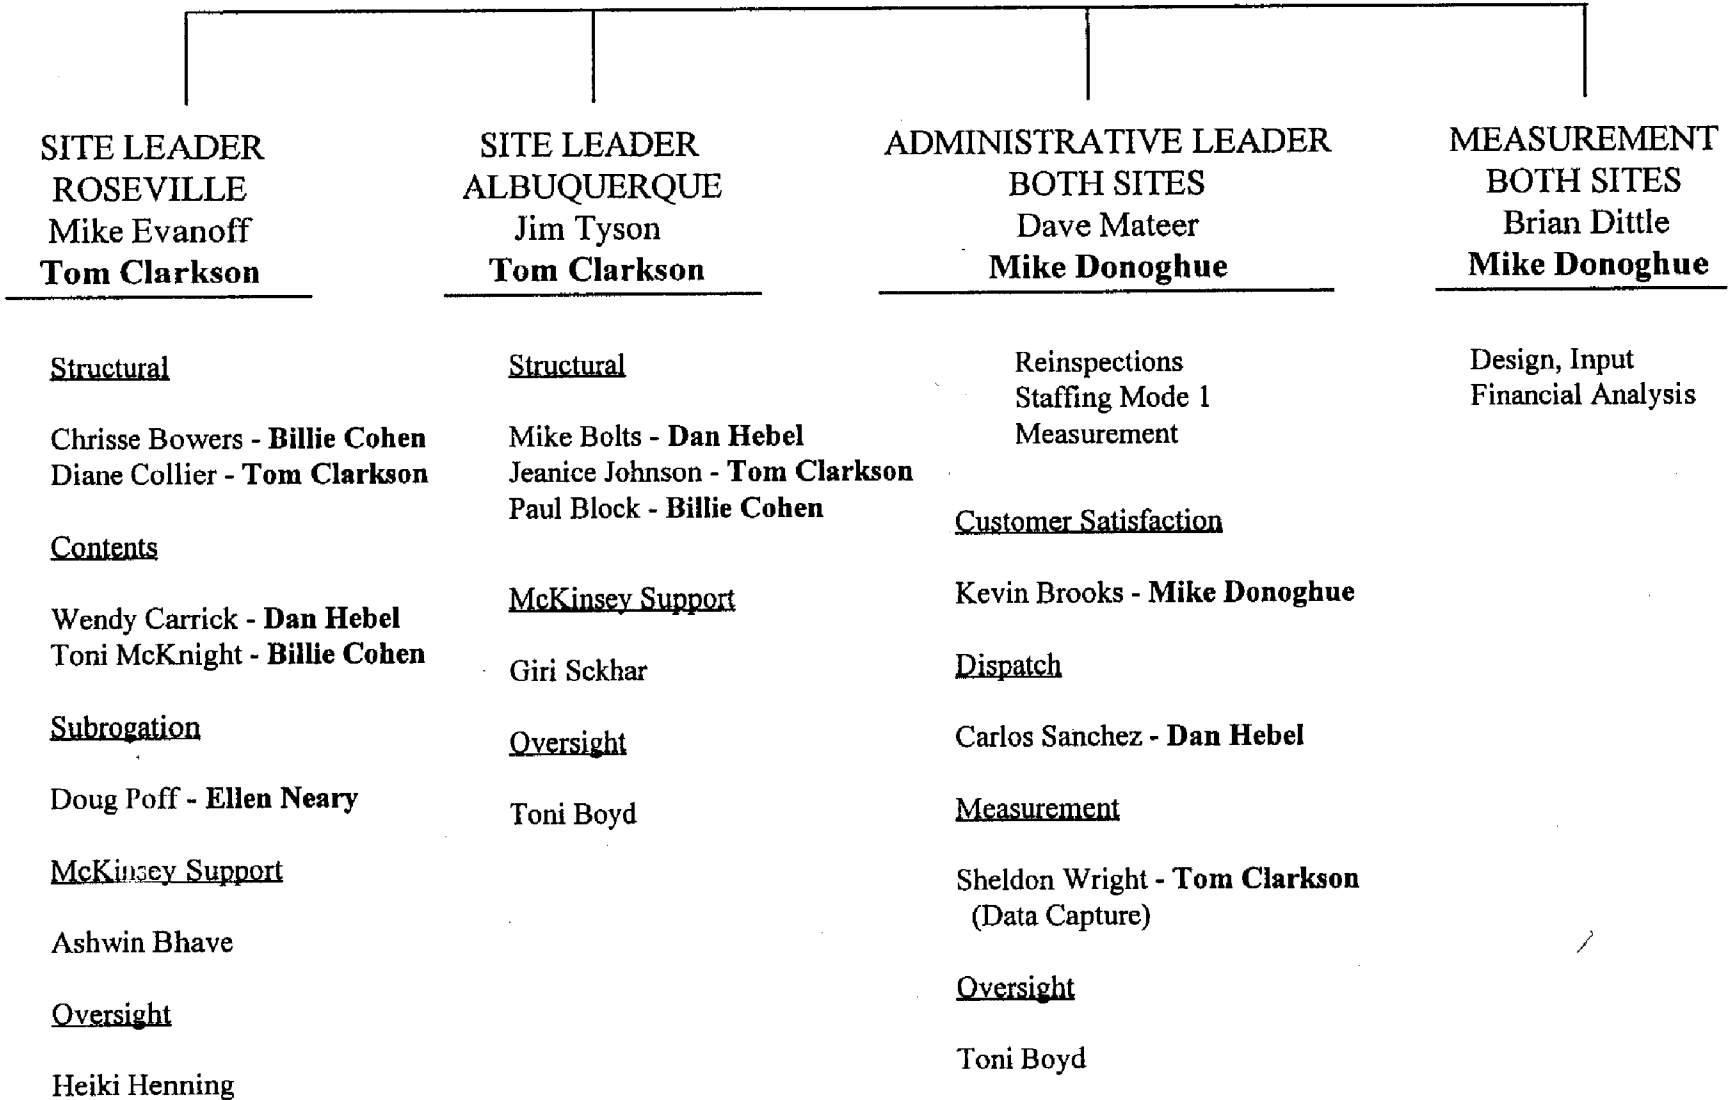 SITE LEADER
ROSEVILLE
Mike Evanoff
Tom Clarkson
Structural
Chrisse Bowers - Billie Cohen
Diane Collier - Tom Clarkson
Contents
Wendy Carrick - Dan Hebel
Toni McKnight - Billie Cohen
Subrogation
Doug Poff - Ellen Neary
McKinsey Support
Ashwin Bhave
Oversight
Heiki Henning
SITE LEADER
ALBUQUERQUE
Jim Tyson
Tom Clarkson
Structural
Mike Bolts - Dan Hebel
Jeanice Johnson - Tom Clarkson
Paul Block - Billie Cohen
McKinsey Support
Giri Sckhar
Oversight
Toni Boyd
ADMINISTRATIVE LEADER
BOTH SITES
Dave Mateer
Mike Donoghue
Reinspections
Staffing Mode 1
Measurement
Customer Satisfaction
Kevin Brooks - Mike Donoghue
Dispatch
Carlos Sanchez - Dan Hebel
Measurement
Sheldon Wright - Tom Clarkson
(Data Capture)
Oversight
Toni Boyd
MEASUREMENT
BOTH SITES
Brian Dittle
Mike Donoghue
Design, Input
Financial Analysis